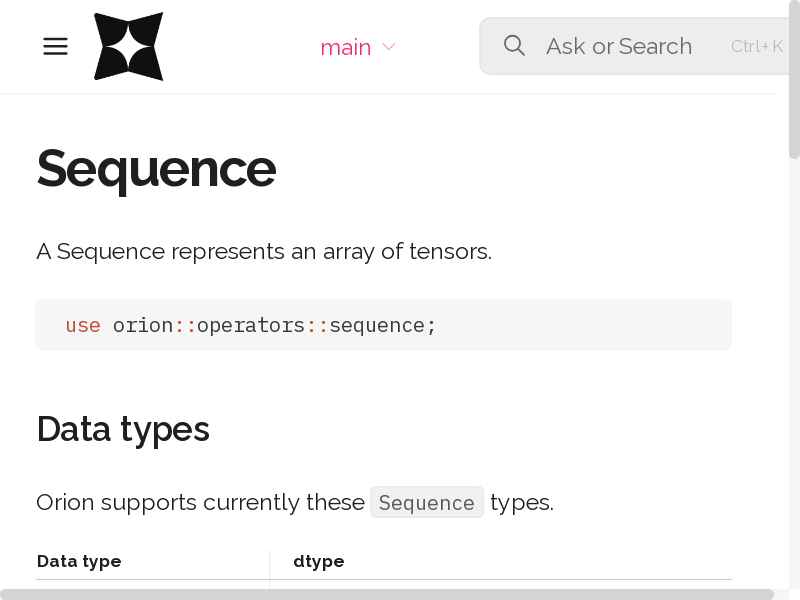 main
Ask or Search
Ctrl+K
Sequence
A Sequence represents an array of tensors.
use orion::operators::sequence;
Data types
Orion supports currently these Sequence types.
Data type dtype